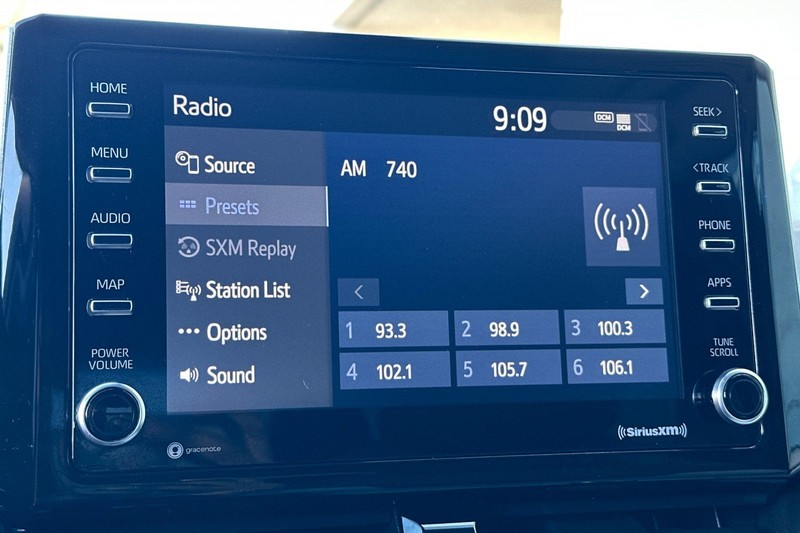 HOME
MENU
AUDIO
MAP
POWER
VOLUME
Radio
9:09
DCM
DCM
Source
Presets
SXM Replay
Station List
Options
Sound
AM 740
<
>
1 93.3
2 98.9
3 100.3
4 102.1
5 105.7
6 106.1
SEEK >
< TRACK
PHONE
APPS
TUNE
SCROLL
gracenote
((SiriusXM))